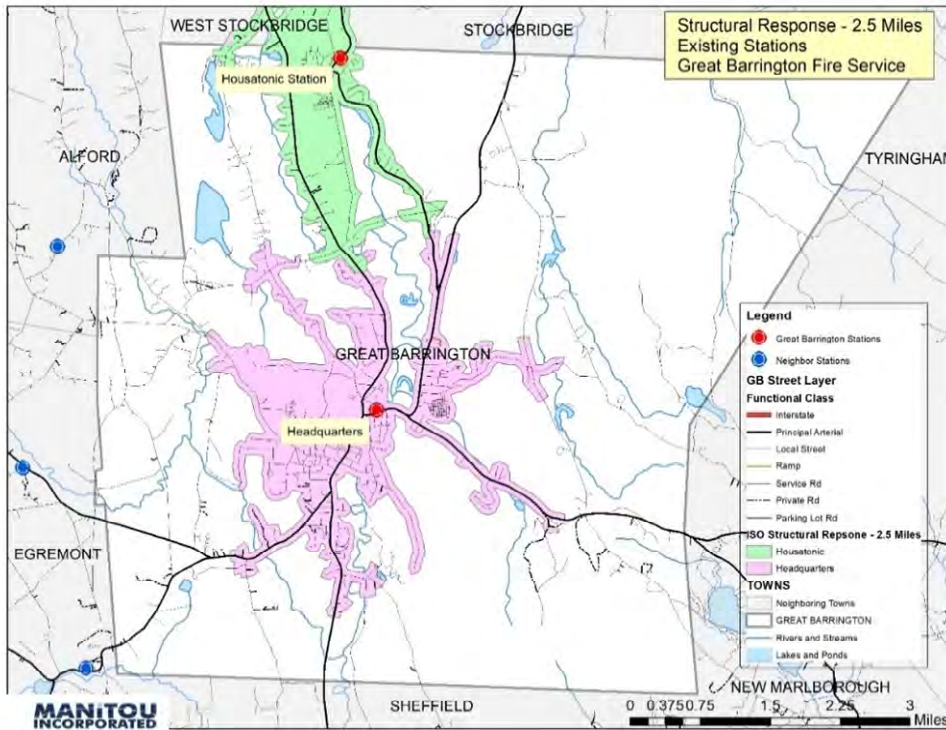 WEST STOCKBRIDGE
STOCKBRIDGE
Structural Response - 2.5 Miles
Existing Stations
Great Barrington Fire Service
Housatonic Station
ALFORD
TYRINGHAM
GREAT BARRINGTON
Headquarters
EGREMONT
Legend
Great Barrington Stations
Neighbor Stations
GB Street Layer
Functional Class
Interstate
Principal Arterial
Local Street
Ramp
Service Rd
Private Rd
Parking Lot Rd
ISO Structural Repsone - 2.5 Miles
Housatonic
Headquarters
TOWNS
Neighboring Towns
GREAT BARRINGTON
Rivers and Streams
Lakes and Ponds
NEW MARLBOROUGH
SHEFFIELD
MANiTOU
INCORPORATED
0 0.375 0.75 1.5 2.25 3
Miles